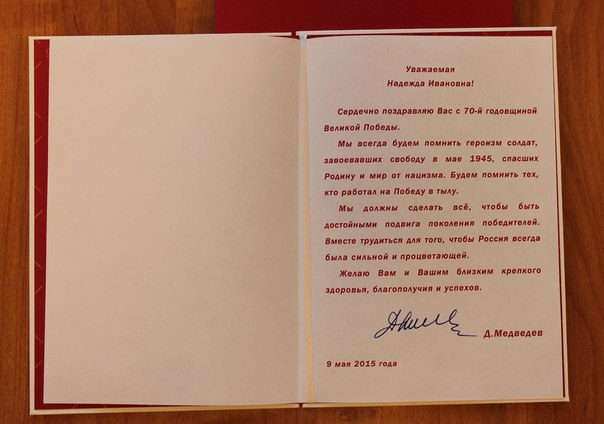 Уважаемая
Надежда Ивановна!
Сердечно поздравляю Вас с 70-й годовщиной
Великой Победы.
Мы всегда будем помнить героизм солдат,
завоевавших свободу в мае 1945, спасших
Родину и мир от нацизма. Будем помнить тех,
кто работал на Победу в тылу.
Мы должны сделать всё, чтобы быть
достойными подвига поколения победителей.
Вместе трудиться для того, чтобы Россия всегда
была сильной и процветающей.
Желаю Вам и Вашим близким крепкого
здоровья, благополучия и успехов.
Д.Медведев
9 мая 2015 года